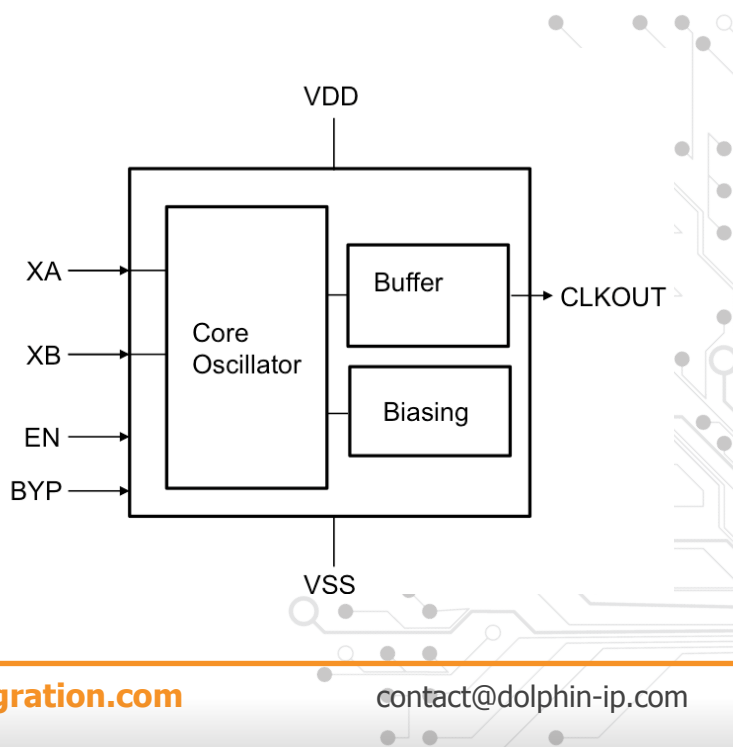 VDD
XA
XB
EN
BYP
Core
Oscillator
Buffer
Biasing
CLKOUT
VSS
gration.com
contact@dolphin-ip.com